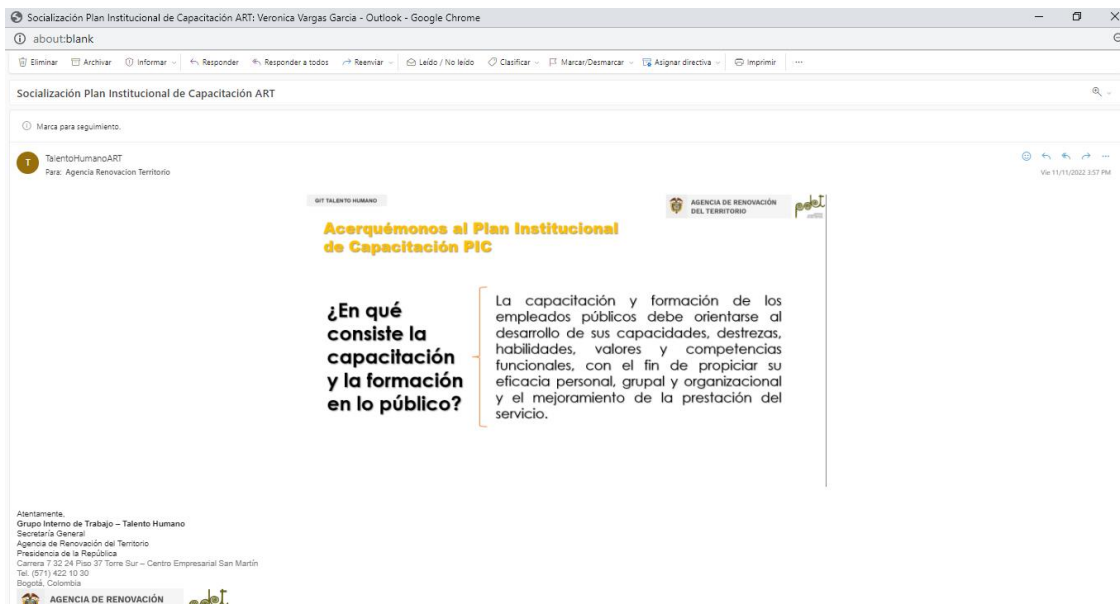 Socialización Plan Institucional de Capacitación ART: Veronica Vargas Garcia - Outlook - Google Chrome
about:blank
Eliminar Archivar Informar Responder Responder a todos Reenviar Leído / No leído Clasificar Marcar/Desmarcar Asignar directiva Imprimir ...
Socialización Plan Institucional de Capacitación ART
Marca para seguimiento.
T
TalentoHumanoART
Para: Agencia Renovacion Territorio
Vie 11/11/2022 3:57 PM
GIT TALENTO HUMANO
AGENCIA DE RENOVACIÓN
DEL TERRITORIO
pdet
Acerquémonos al Plan Institucional
de Capacitación PIC
¿En qué
consiste la
capacitación
y la formación
en lo público?
La capacitación y formación de los
empleados públicos debe orientarse al
desarrollo de sus capacidades, destrezas,
habilidades, valores y competencias
funcionales, con el fin de propiciar su
eficacia personal, grupal y organizacional
y el mejoramiento de la prestación del
servicio.
Atentamente,
Grupo Interno de Trabajo – Talento Humano
Secretaría General
Agencia de Renovación del Territorio
Presidencia de la República
Carrera 7 32 24 Piso 37 Torre Sur – Centro Empresarial San Martín
Tel. (571) 422 10 30
Bogotá, Colombia
AGENCIA DE RENOVACIÓN
pdet